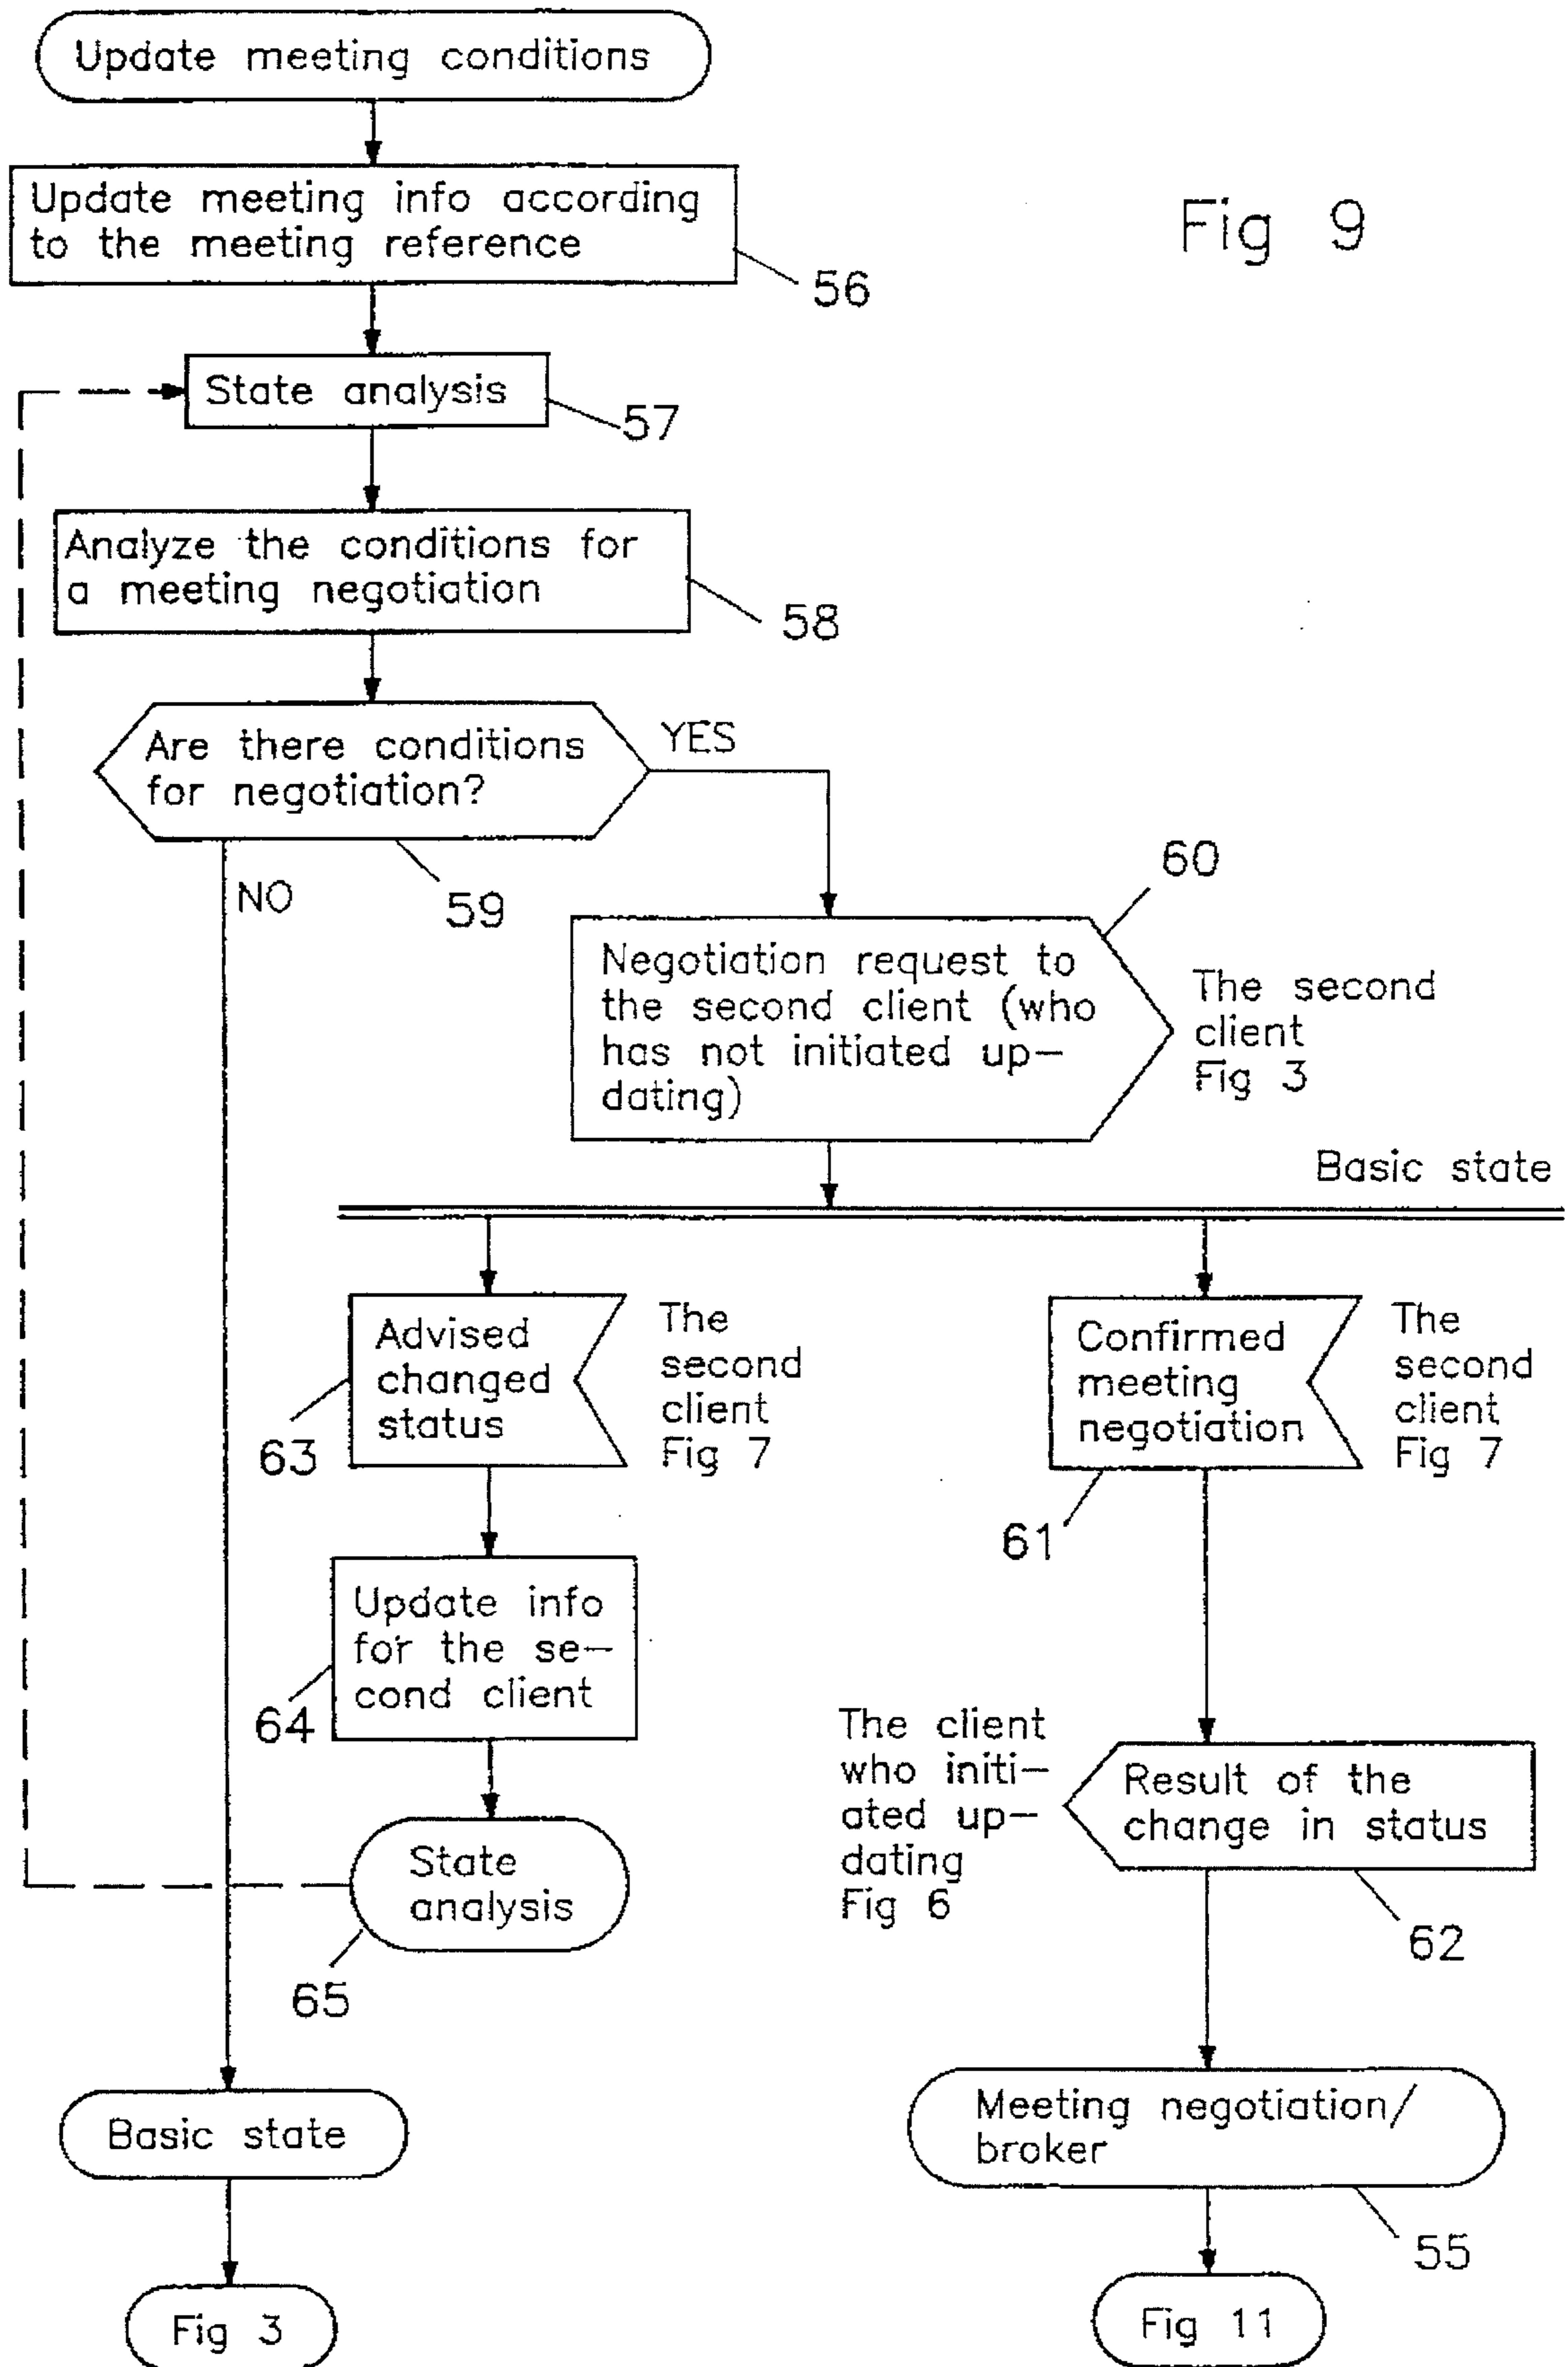 Update meeting conditions
Fig 9
Update meeting info according
to the meeting reference
56
State analysis
57
Analyze the conditions for
a meeting negotiation
58
Are there conditions
for negotiation?
YES
NO
59
60
Negotiation request to
the second client (who
has not initiated up-
dating)
The second
client
Fig 3
Basic state
Advised
changed
status
63
The
second
client
Fig 7
Confirmed
meeting
negotiation
61
The
second
client
Fig 7
Update info
for the se-
cond client
64
State
analysis
65
The client
who initi-
ated up-
dating
Fig 6
Result of the
change in status
62
Basic state
Meeting negotiation/
broker
55
Fig 3
Fig 11